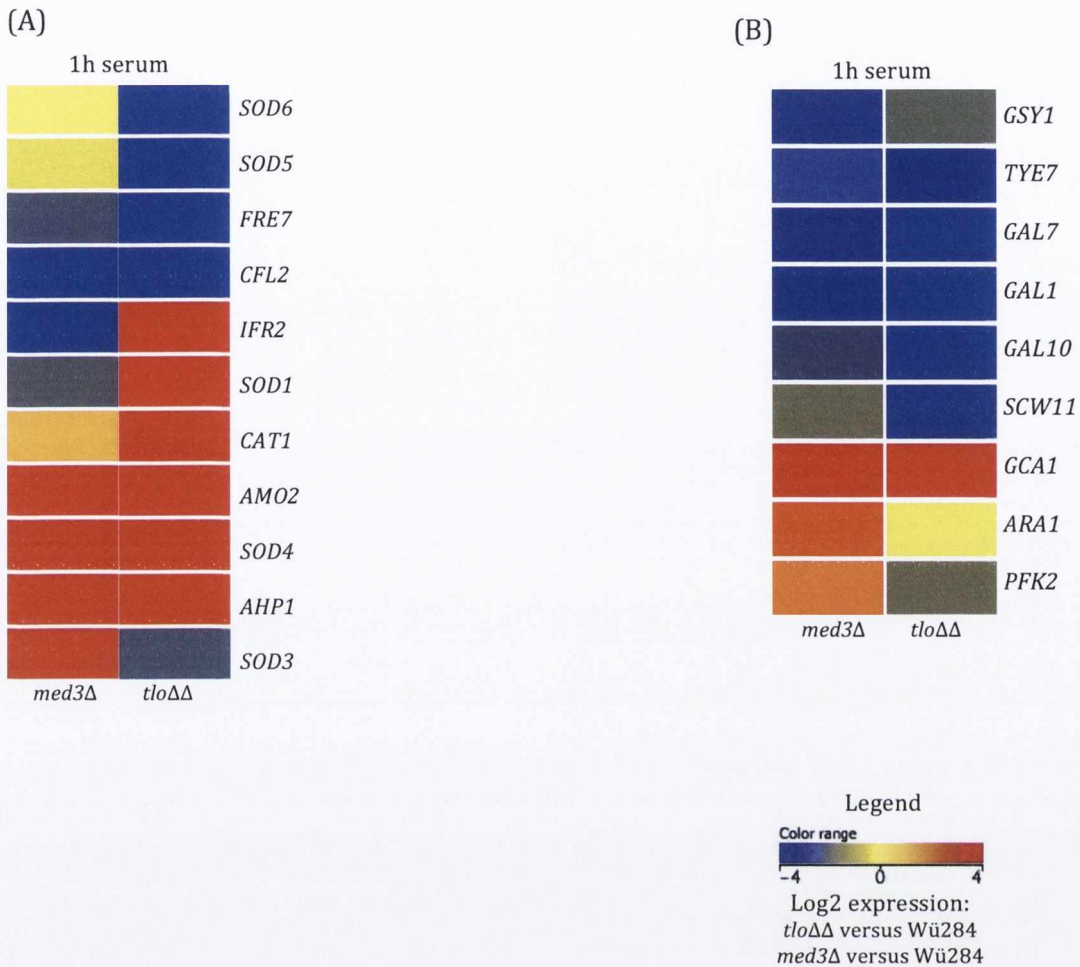 (A)
1h serum
SOD6
SOD5
FRE7
CFL2
IFR2
SOD1
CAT1
AMO2
SOD4
AHP1
SOD3
med3Δ tloΔΔ
(B)
1h serum
GSY1
TYE7
GAL7
GAL1
GAL10
SCW11
GCA1
ARA1
PFK2
med3Δ tloΔΔ
Legend
Color range
-4 0 4
Log2 expression:
tloΔΔ versus Wü284
med3Δ versus Wü284